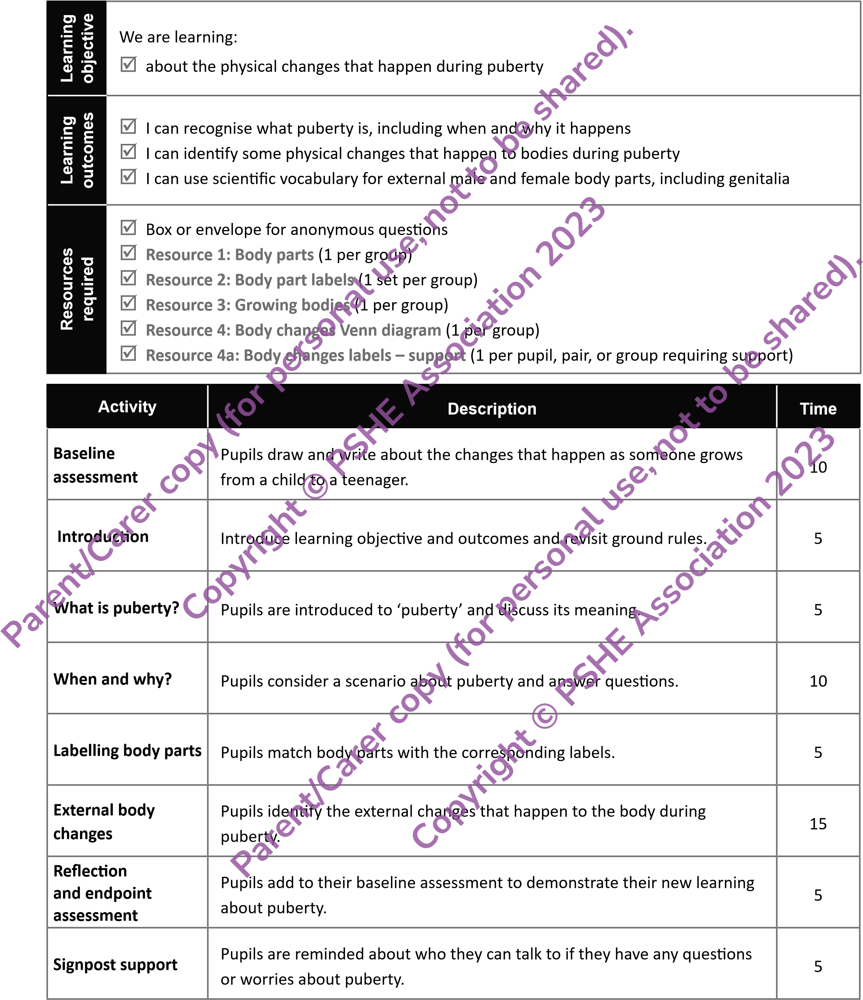 Learning
objective
We are learning:
about the physical changes that happen during puberty
Learning
outcomes
I can recognise what puberty is, including when and why it happens
I can identify some physical changes that happen to bodies during puberty
I can use scientific vocabulary for external male and female body parts, including genitalia
Resources
required
Box or envelope for anonymous questions
Resource 1: Body parts (1 per group)
Resource 2: Body part labels (1 set per group)
Resource 3: Growing bodies (1 per group)
Resource 4: Body changes Venn diagram (1 per group)
Resource 4a: Body changes labels – support (1 per pupil, pair, or group requiring support)
Activity
Description
Time
Baseline
assessment
Pupils draw and write about the changes that happen as someone grows
from a child to a teenager.
10
Introduction
Introduce learning objective and outcomes and revisit ground rules.
5
What is puberty?
Pupils are introduced to ‘puberty’ and discuss its meaning.
5
When and why?
Pupils consider a scenario about puberty and answer questions.
10
Labelling body parts
Pupils match body parts with the corresponding labels.
5
External body
changes
Pupils identify the external changes that happen to the body during
puberty.
15
Reflection
and endpoint
assessment
Pupils add to their baseline assessment to demonstrate their new learning
about puberty.
5
Signpost support
Pupils are reminded about who they can talk to if they have any questions
or worries about puberty.
5
Parent/Carer copy (for personal use, not to be shared).
Copyright © PSHE Association 2023
Parent/Carer copy (for personal use, not to be shared).
Copyright © PSHE Association 2023